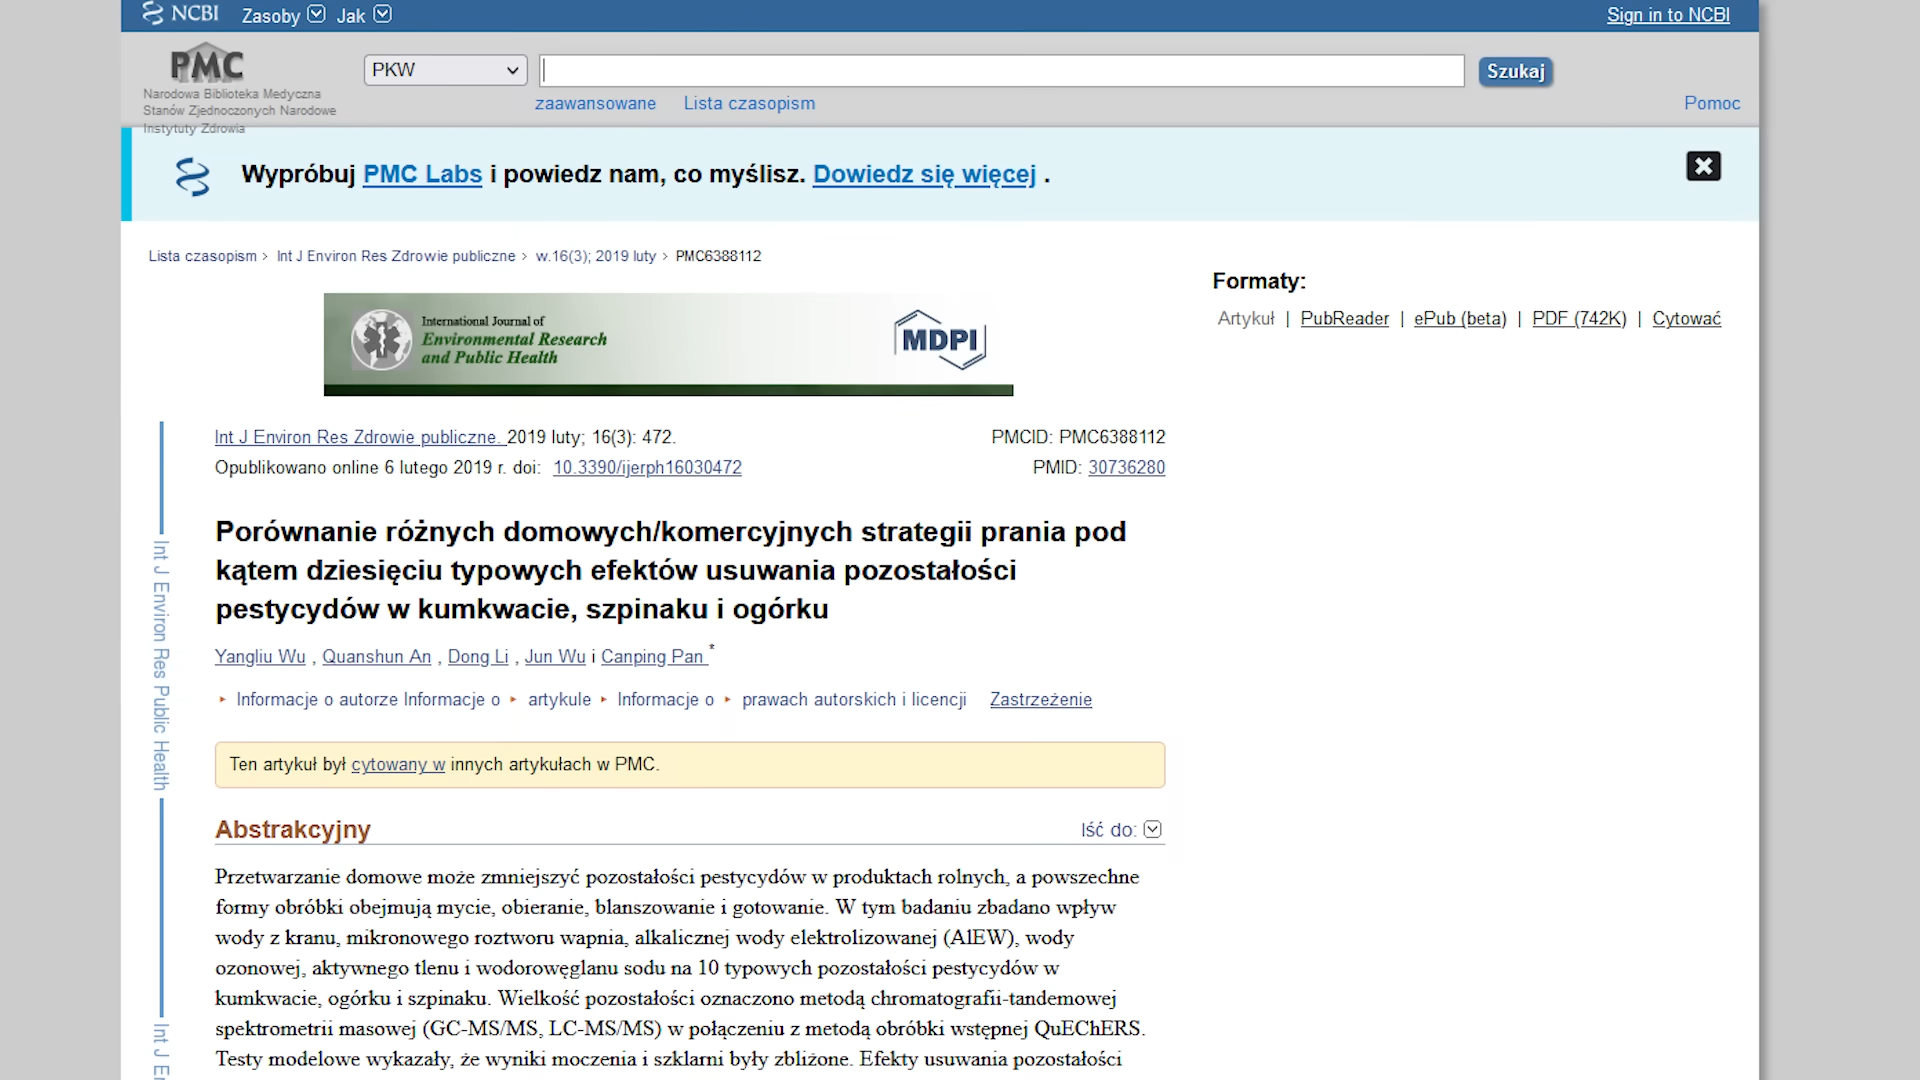 NCBI Zasoby Jak Sign in to NCBI
PMC
Narodowa Biblioteka Medyczna
Stanów Zjednoczonych Narodowe
Instytuty Zdrowia
PKW
Szukaj
zaawansowane Lista czasopism
Pomoc
Wypróbuj PMC Labs i powiedz nam, co myślisz. Dowiedz się więcej .
Lista czasopism > Int J Environ Res Zdrowie publiczne > w.16(3); 2019 luty > PMC6388112
Formaty:
Artykuł | PubReader | ePub (beta) | PDF (742K) | Cytować
International Journal of
Environmental Research
and Public Health
MDPI
Int J Environ Res Zdrowie publiczne. 2019 luty; 16(3): 472. PMCID: PMC6388112
Opublikowano online 6 lutego 2019 r. doi: 10.3390/ijerph16030472 PMID: 30736280
Porównanie różnych domowych/komercyjnych strategii prania pod
kątem dziesięciu typowych efektów usuwania pozostałości
pestycydów w kumkwacie, szpinaku i ogórku
Yangliu Wu , Quanshun An , Dong Li , Jun Wu i Canping Pan *
▸ Informacje o autorze Informacje o ▸ artykule ▸ Informacje o ▸ prawach autorskich i licencji Zastrzeżenie
Ten artykuł był cytowany w innych artykułach w PMC.
Abstrakcyjny Iść do:
Przetwarzanie domowe może zmniejszyć pozostałości pestycydów w produktach rolnych, a powszechne
formy obróbki obejmują mycie, obieranie, blanszowanie i gotowanie. W tym badaniu zbadano wpływ
wody z kranu, mikronowego roztworu wapnia, alkalicznej wody elektrolizowanej (AlEW), wody
ozonowej, aktywnego tlenu i wodorowęglanu sodu na 10 typowych pozostałości pestycydów w
kumkwacie, ogórku i szpinaku. Wielkość pozostałości oznaczono metodą chromatografii-tandemowej
spektrometrii masowej (GC-MS/MS, LC-MS/MS) w połączeniu z metodą obróbki wstępnej QuEChERS.
Testy modelowe wykazały, że wyniki moczenia i szklarni były zbliżone. Efekty usuwania pozostałości
Int J Environ Res Public Health
Int J E